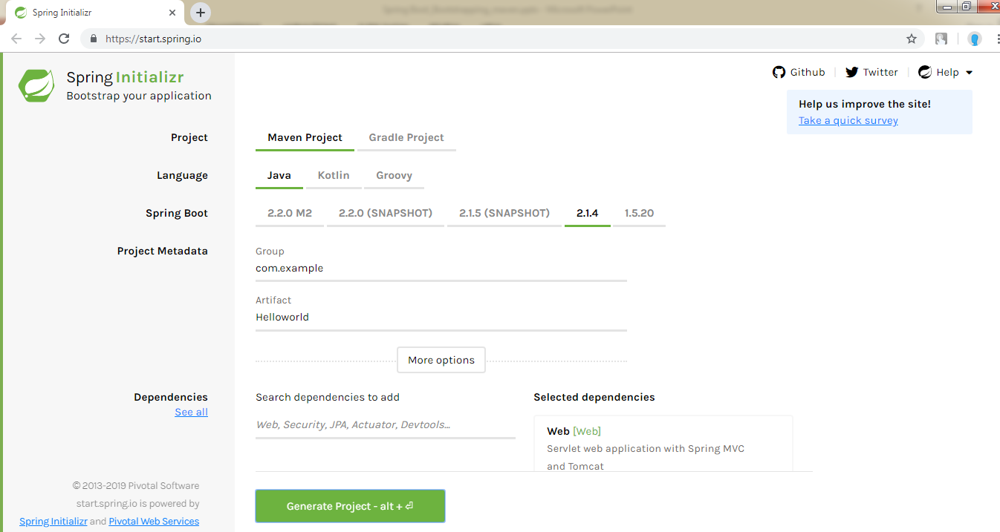 Spring Initializr
https://start.spring.io
Spring Initializr
Bootstrap your application
Github
Twitter
Help
Help us improve the site!
Take a quick survey
Project
Maven Project
Gradle Project
Language
Java
Kotlin
Groovy
Spring Boot
2.2.0 M2
2.2.0 (SNAPSHOT)
2.1.5 (SNAPSHOT)
2.1.4
1.5.20
Project Metadata
Group
com.example
Artifact
Helloworld
More options
Dependencies
See all
Search dependencies to add
Web, Security, JPA, Actuator, Devtools...
Selected dependencies
Web [Web]
Servlet web application with Spring MVC
and Tomcat
© 2013-2019 Pivotal Software
start.spring.io is powered by
Spring Initializr and Pivotal Web Services
Generate Project - alt + ⏎